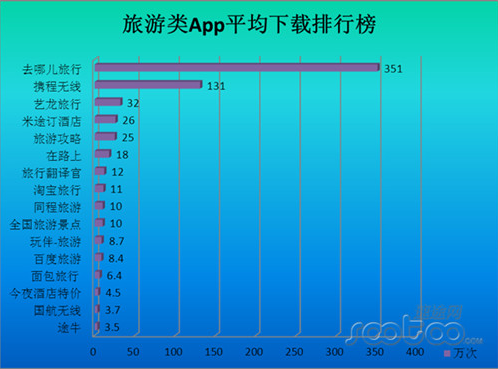 旅游类App平均下载排行榜
去哪儿旅行 351
携程无线 131
艺龙旅行 32
米途订酒店 26
旅游攻略 25
在路上 18
旅行翻译官 12
淘宝旅行 11
同程旅游 10
全国旅游景点 10
玩伴-旅游 8.7
百度旅游 8.4
面包旅行 6.4
今夜酒店特价 4.5
国航无线 3.7
途牛 3.5
0 50 100 150 200 250 300 350 400
万次